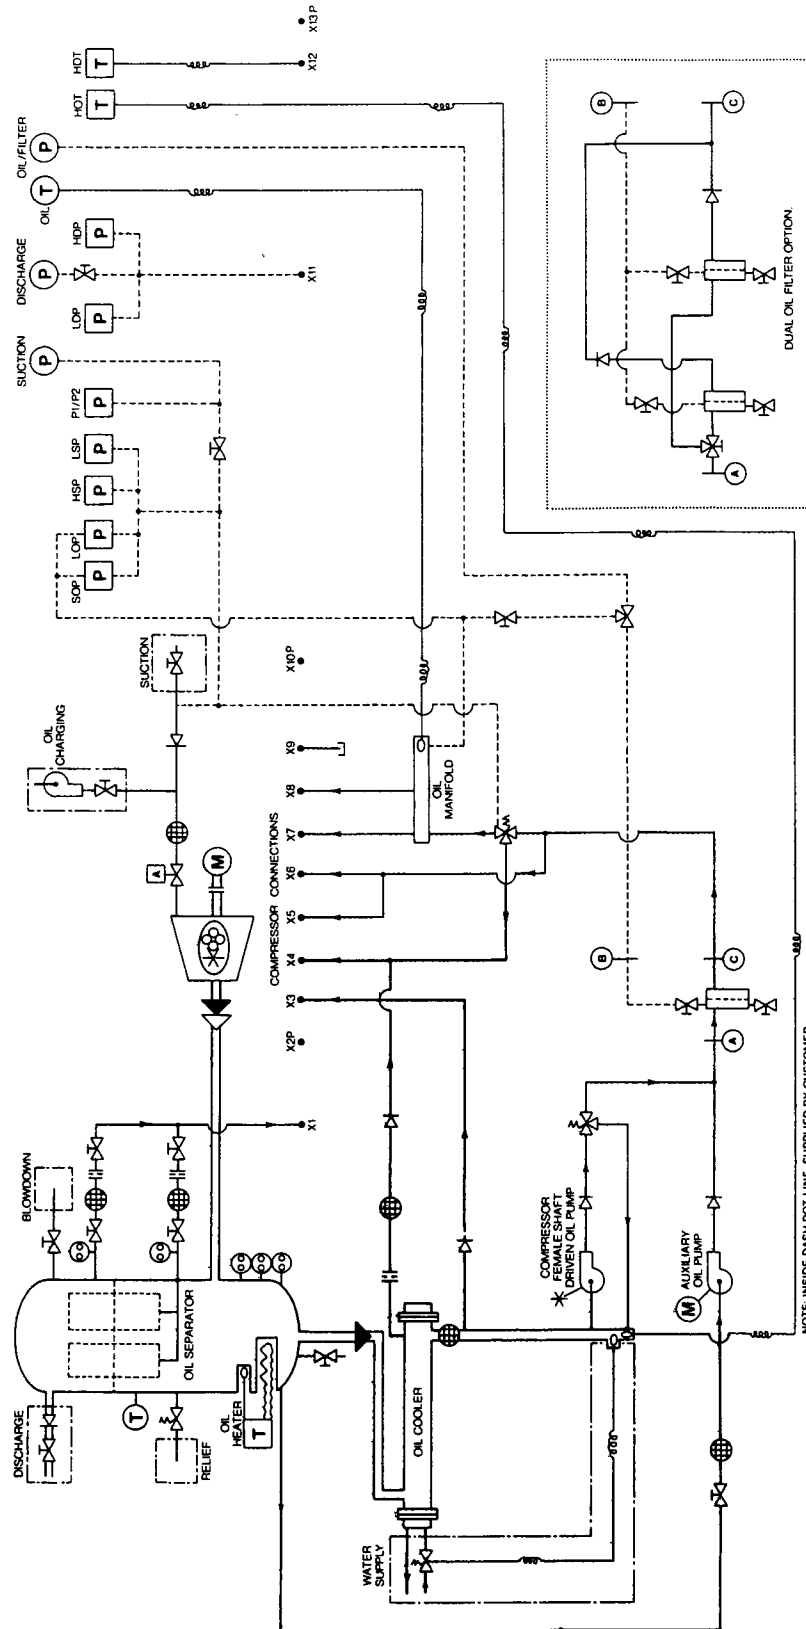 HDT
T
X12
X13P
HOT
T
OIL/FILTER
P
OIL
T
HDP
P
DISCHARGE
P
LOP
P
X11
SUCTION
P
P1/P2
P
LSP
P
HSP
P
LOP
P
SOP
P
SUCTION
X10P
OIL
CHARGING
A
M
X9
X8
X7
X6
X5
X4
X3
X2P
X1
COMPRESSOR CONNECTIONS
OIL
MANIFOLD
BLOWDOWN
OIL SEPARATOR
DISCHARGE
T
RELIEF
OIL
HEATER
T
OIL COOLER
WATER
SUPPLY
COMPRESSOR
FEMALE SHAFT
DRIVEN OIL PUMP
AUXILIARY
OIL PUMP
M
A
B
C
B
C
A
DUAL OIL FILTER OPTION.
NOTE: INSIDE DASH DOT LINE, SUPPLIED BY CUSTOMER